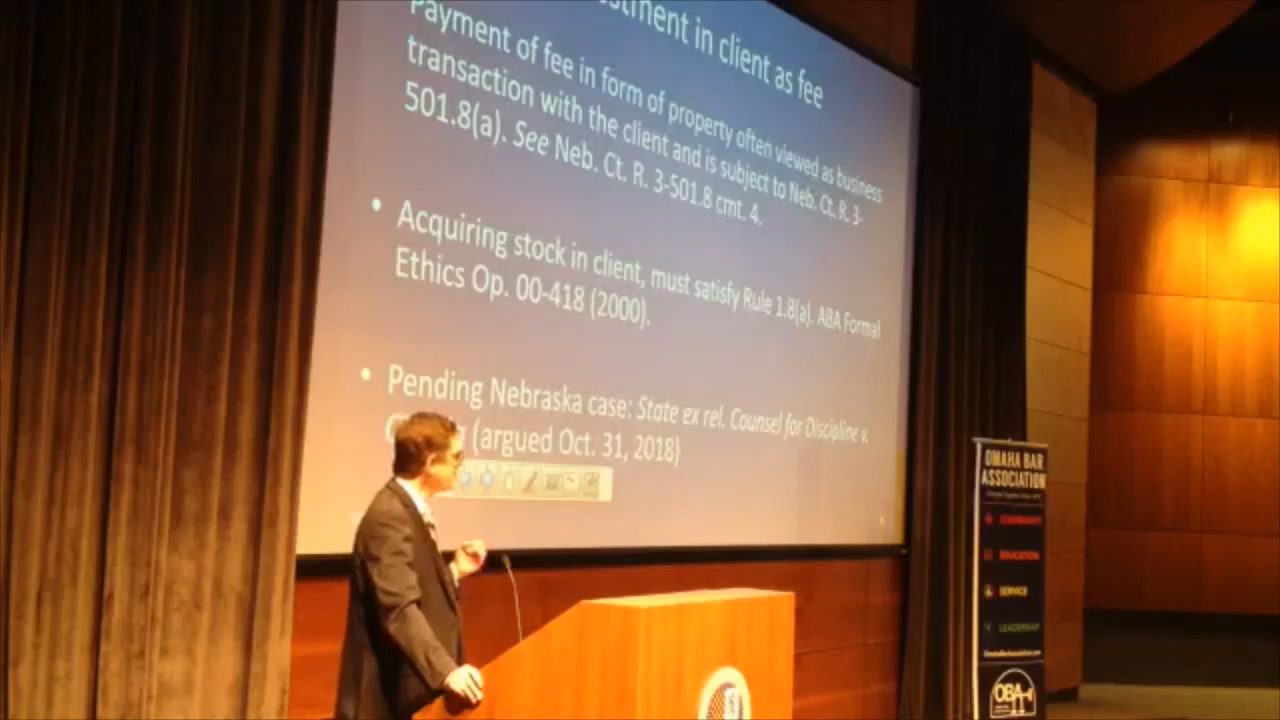 in client as fee
Payment of fee in form of property often viewed as business
transaction with the client and is subject to Neb. Ct. R. 3-
501.8(a). See Neb. Ct. R. 3-501.8 cmt. 4.
• Acquiring stock in client, must satisfy Rule 1.8(a). ABA Formal
Ethics Op. 00-418 (2000).
• Pending Nebraska case: State ex rel. Counsel for Discipline v.
(argued Oct. 31, 2018)
OMAHA BAR
ASSOCIATION
COMMUNITY
EDUCATION
SERVICE
LEADERSHIP
OBA